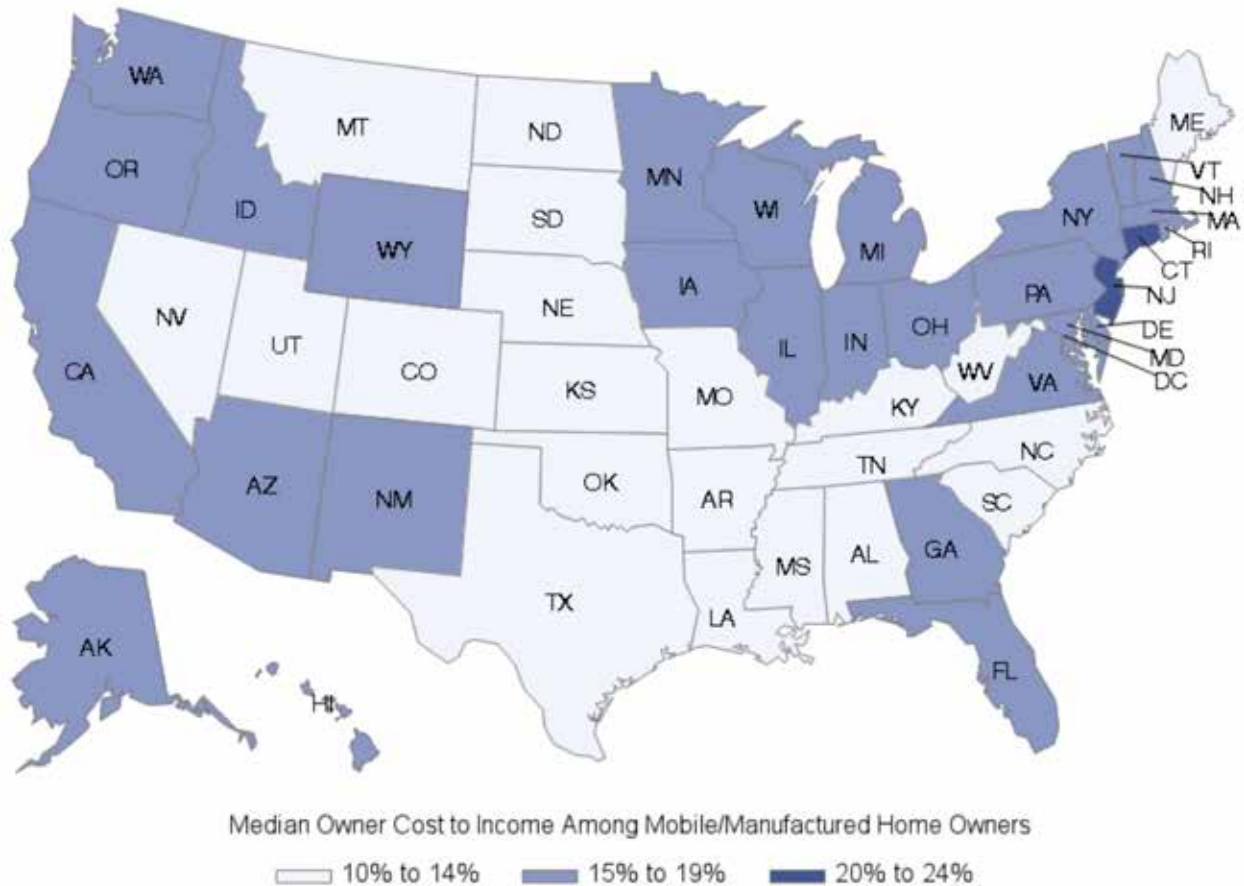 WA
MT
ND
ME
OR
ID
MN
VT
NH
SD
WI
NY
MA
WY
MI
RI
CT
IA
PA
NJ
NE
NV
OH
DE
UT
IL
IN
MD
CA
CO
WV
DC
KS
MO
VA
KY
NC
TN
AZ
NM
OK
AR
SC
GA
MS
AL
TX
LA
AK
FL
HI
Median Owner Cost to Income Among Mobile/Manufactured Home Owners
10% to 14% 15% to 19% 20% to 24%